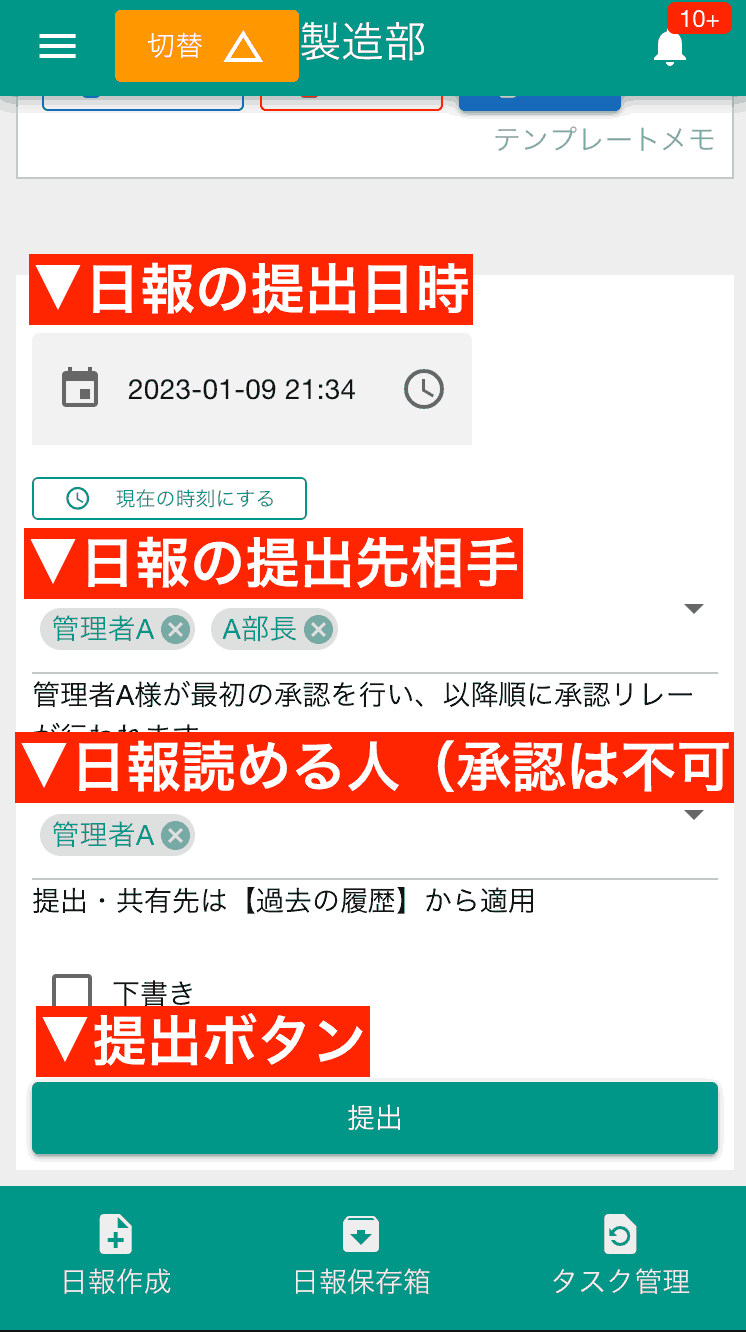 10+
切替
製造部
テンプレートメモ
▼日報の提出日時
2023-01-09 21:34
現在の時刻にする
▼日報の提出先相手
管理者A A部長
管理者A様が最初の承認を行い、以降順に承認リレー
が行われます
▼日報読める人（承認は不可
管理者A
提出・共有先は【過去の履歴】から適用
下書き
▼提出ボタン
提出
日報作成 日報保存箱 タスク管理